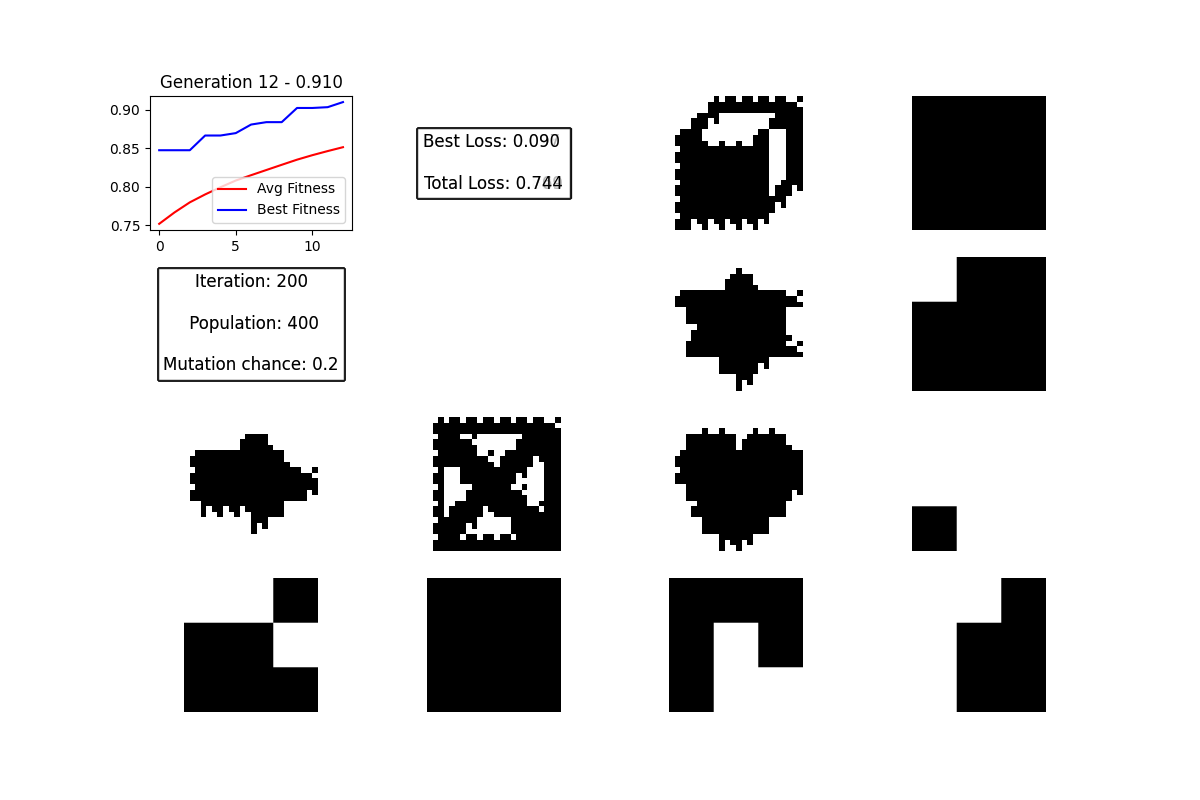 Generation 12 - 0.910
0.90
0.85
0.80
0.75
0
5
10
Avg Fitness
Best Fitness
Best Loss: 0.090
Total Loss: 0.744
Iteration: 200
Population: 400
Mutation chance: 0.2